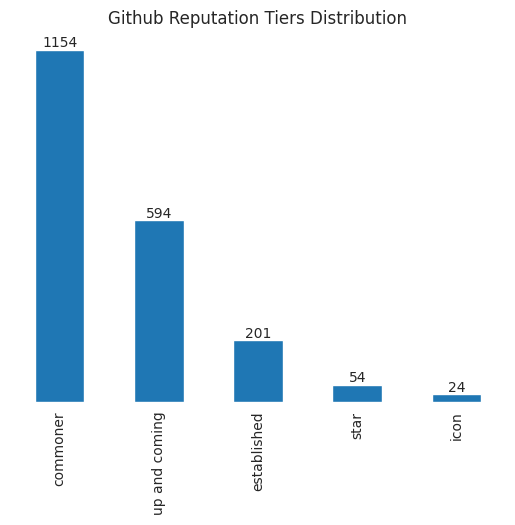 Github Reputation Tiers Distribution
1154
594
201
54
24
commoner
up and coming
established
star
icon